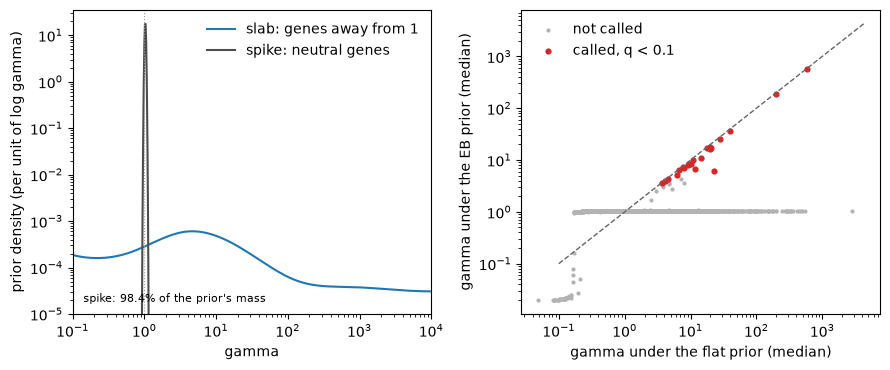 slab: genes away from 1
spike: neutral genes
prior density (per unit of log gamma)
10^1
10^0
10^-1
10^-2
10^-3
10^-4
10^-5
spike: 98.4% of the prior's mass
10^-1 10^0 10^1 10^2 10^3 10^4
gamma
not called
called, q < 0.1
gamma under the EB prior (median)
10^3
10^2
10^1
10^0
10^-1
10^-1 10^0 10^1 10^2 10^3
gamma under the flat prior (median)